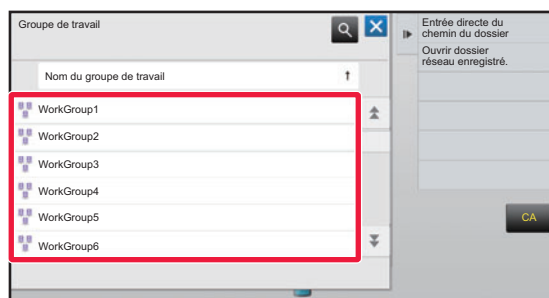 Groupe de travail
Nom du groupe de travail
WorkGroup1
WorkGroup2
WorkGroup3
WorkGroup4
WorkGroup5
WorkGroup6
Entrée directe du
chemin du dossier
Ouvrir dossier
réseau enregistré.
CA